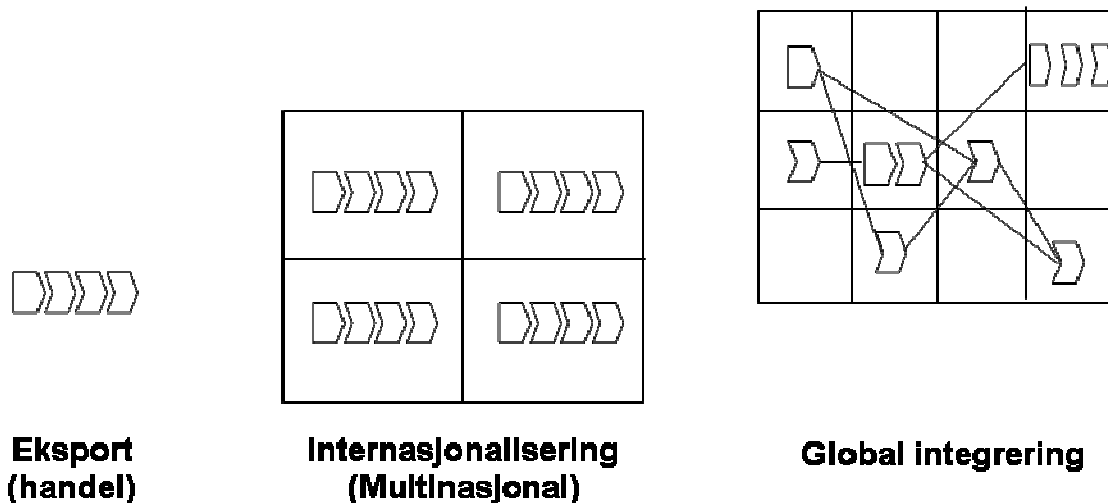 Eksport
(handel)
Internasjonalisering
(Multinasjonal)
Global integrering